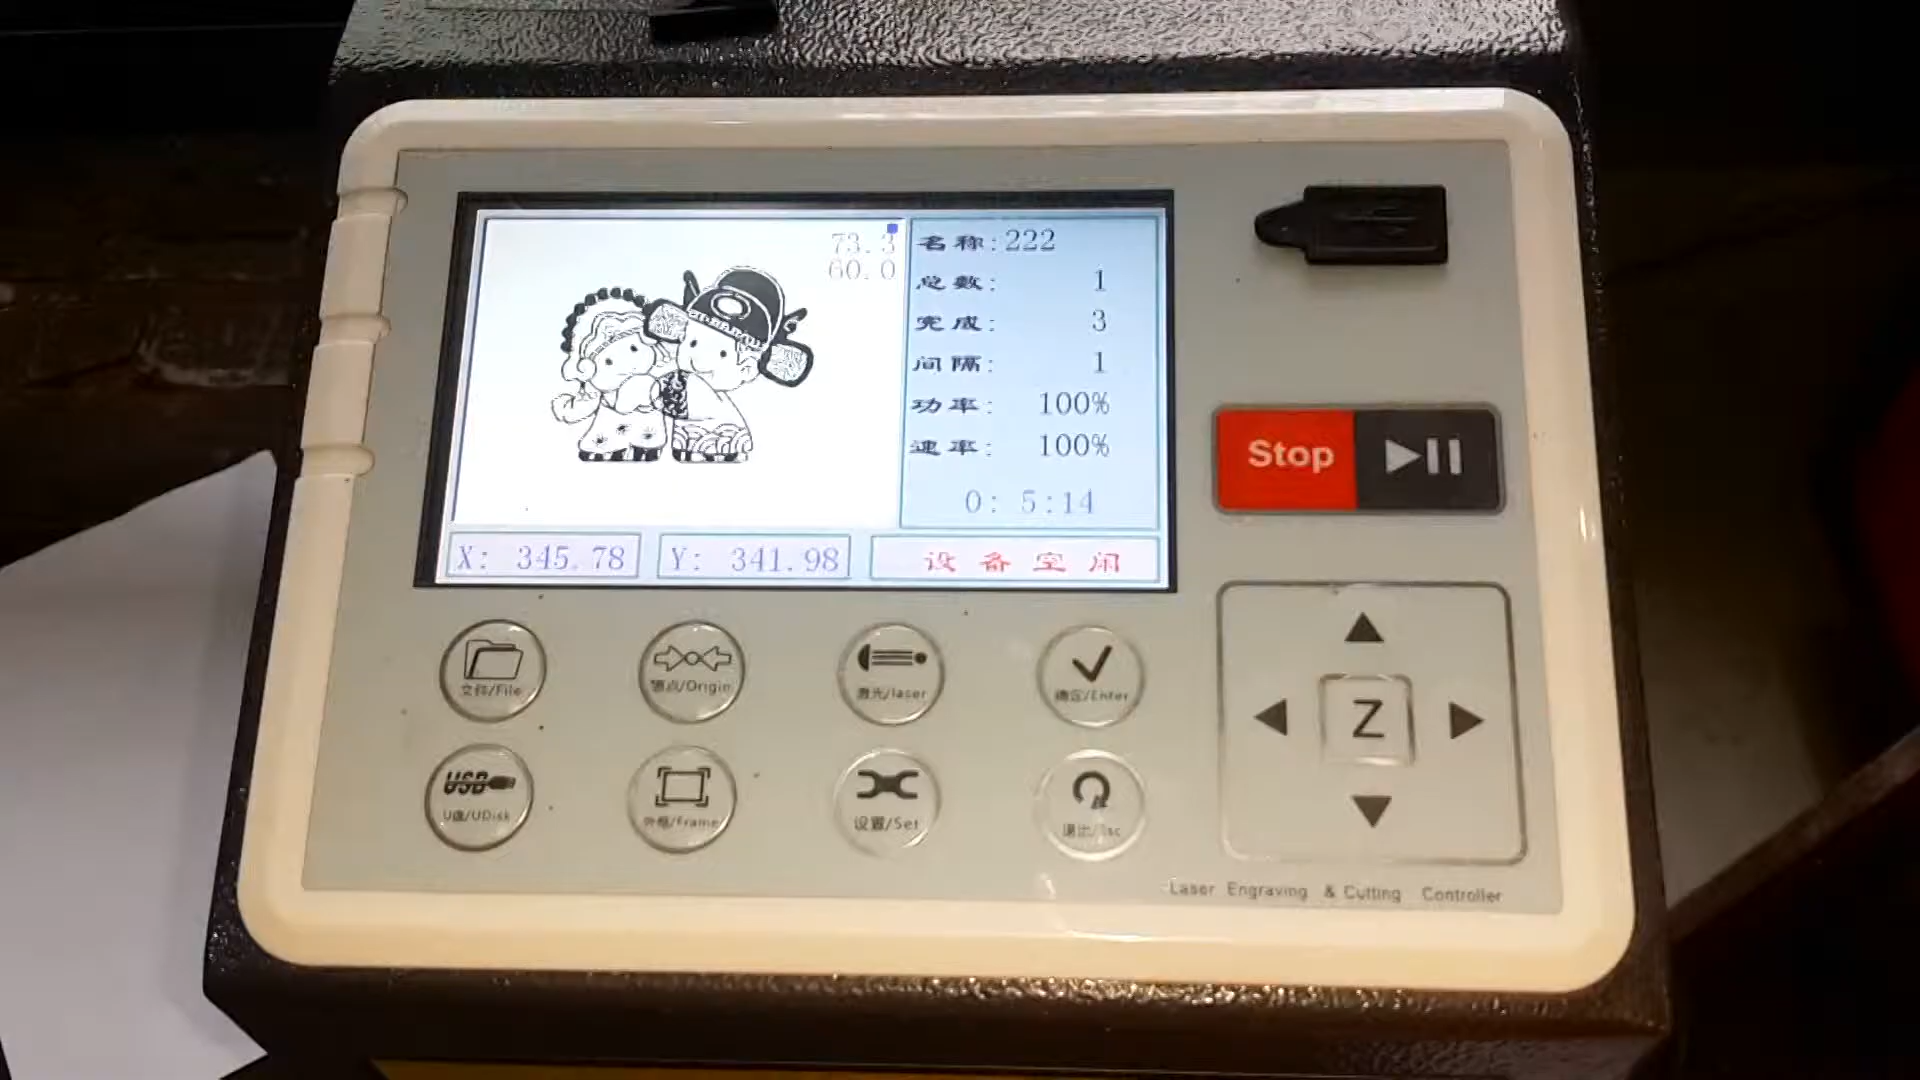 73.3
60.0
名称:222
总数: 1
完成: 3
间隔: 1
功率: 100%
速率: 100%
0: 5:14
X: 345.78
Y: 341.98
设备空闲
Stop
文件/File
原点/Origin
激光/laser
确定/Enter
USB
U盘/UDisk
外框/Frame
设置/Set
退出/Esc
Z
Laser Engraving & Cutting Controller